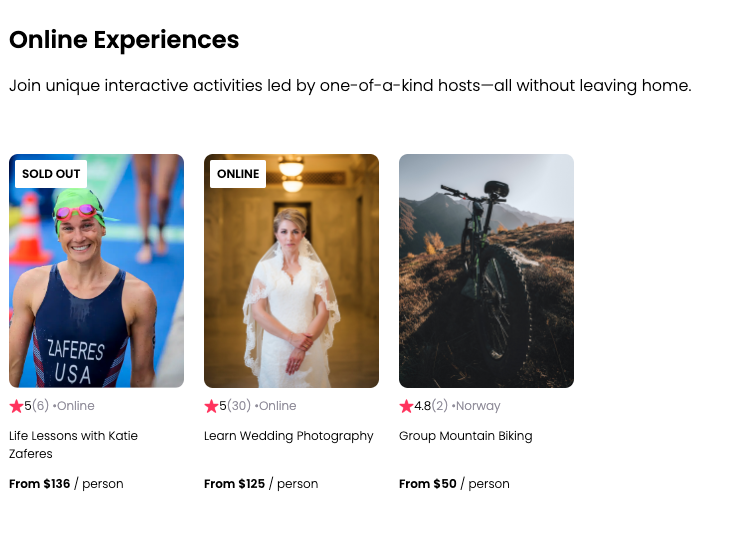 Online Experiences
Join unique interactive activities led by one-of-a-kind hosts—all without leaving home.
SOLD OUT
ZAFERES
USA
5(6) •Online
Life Lessons with Katie
Zaferes
From $136 / person
ONLINE
5(30) •Online
Learn Wedding Photography
From $125 / person
4.8(2) •Norway
Group Mountain Biking
From $50 / person